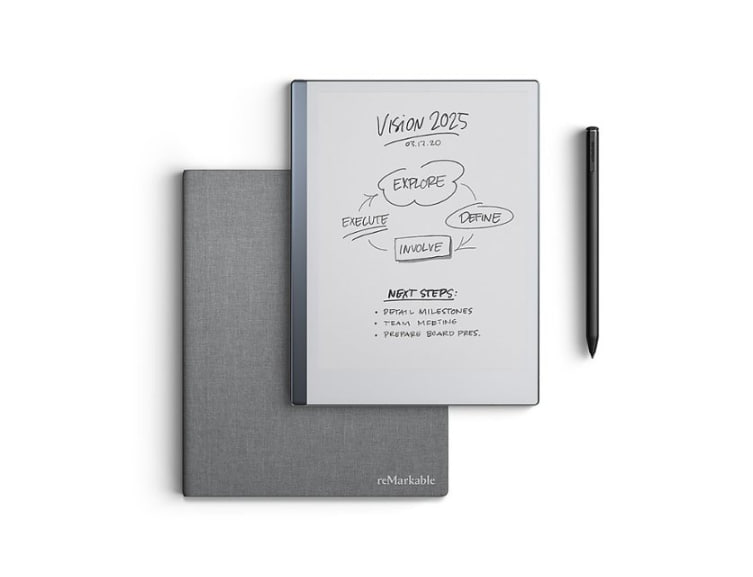 Vision 2025
03.12.20
EXPLORE
EXECUTE
DEFINE
INVOLVE
NEXT STEPS:
• DETAIL MILESTONES
• TEAM MEETING
• PREPARE BOARD PRES.
reMarkable